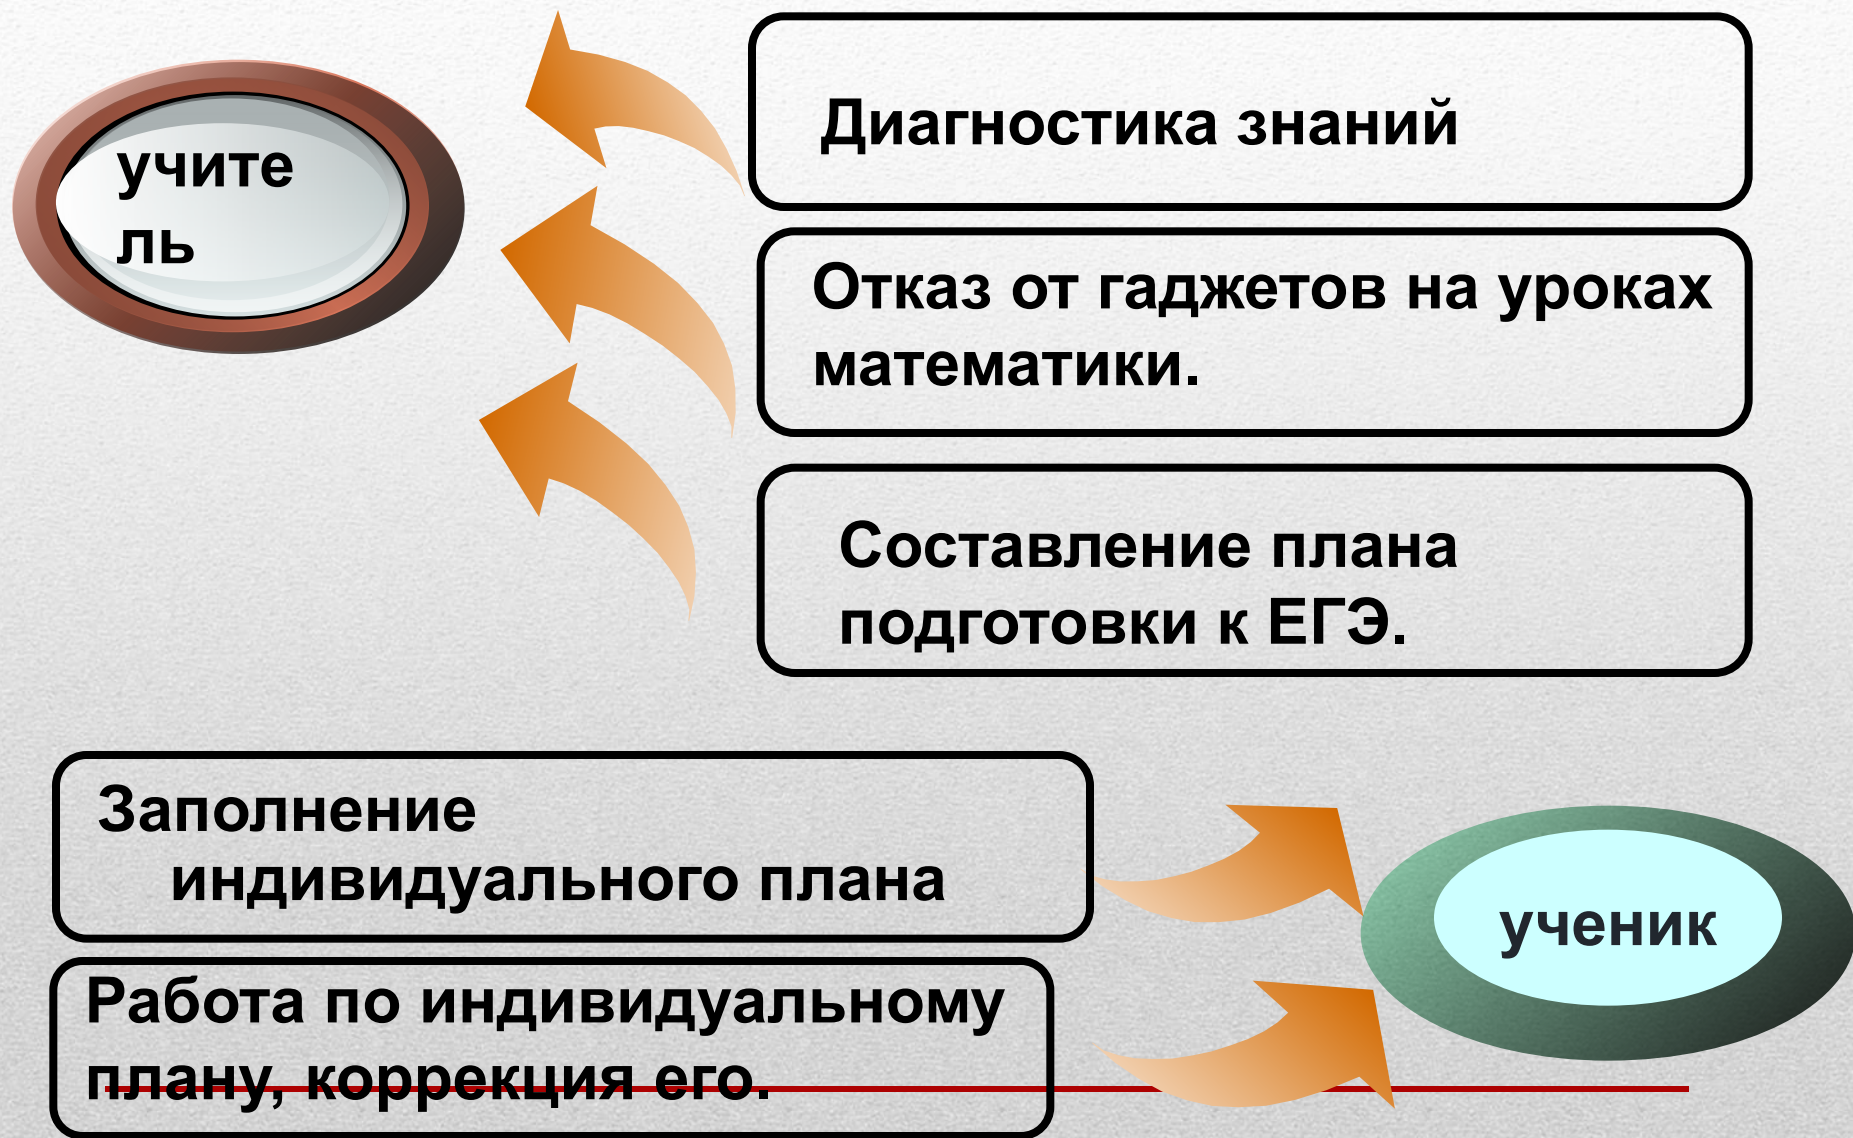 учите
ль
Диагностика знаний
Отказ от гаджетов на уроках
математики.
Составление плана
подготовки к ЕГЭ.
Заполнение
индивидуального плана
ученик
Работа по индивидуальному
плану, коррекция его.